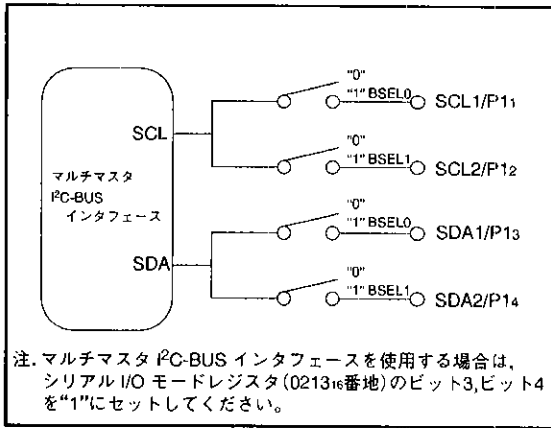 "0"
"1" BSEL0 SCL1/P1₁
SCL
"0"
"1" BSEL1 SCL2/P1₂
マルチマスタ
I²C-BUS
インタフェース
"0"
"1" BSEL0 SDA1/P1₃
SDA
"0"
"1" BSEL1 SDA2/P1₄
注. マルチマスタ I²C-BUS インタフェースを使用する場合は,
シリアル I/O モードレジスタ(0213₁₆番地)のビット3,ビット4
を“1”にセットしてください。